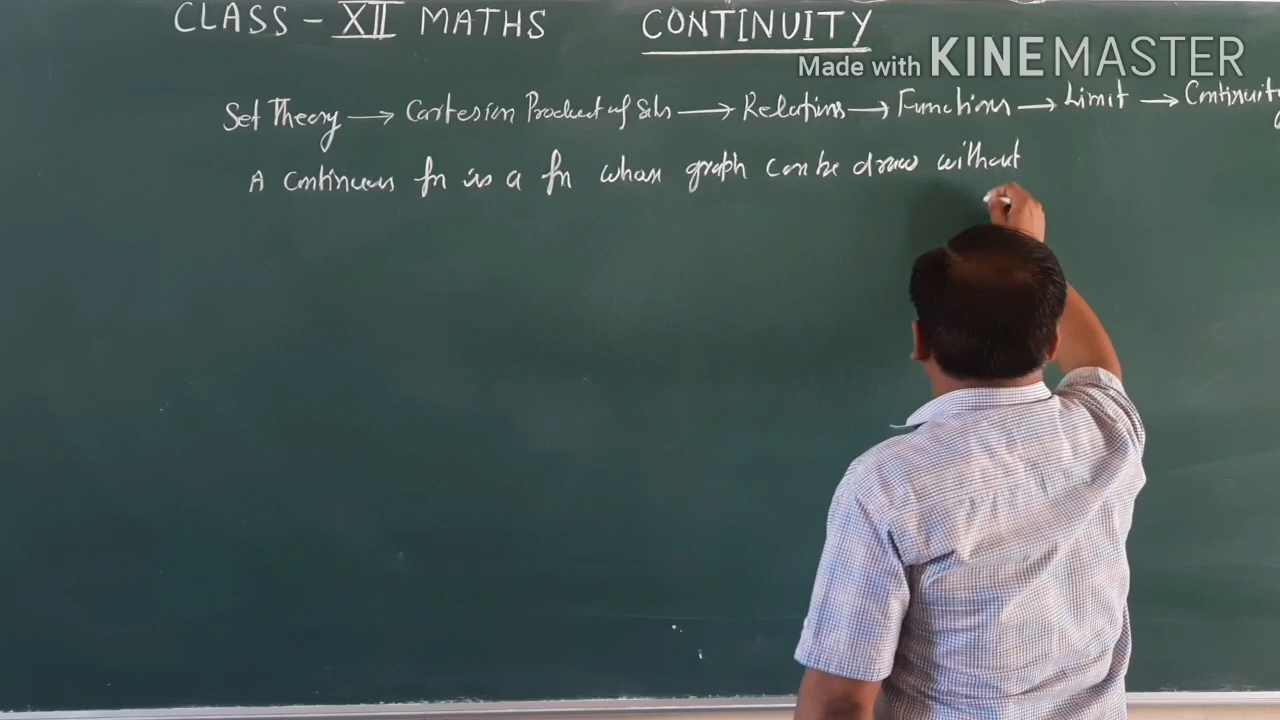 CLASS - XII MATHS CONTINUITY
Made with KINEMASTER
Set Theory → Cartesian Product of Sets → Relations → Functions → Limit → Continuity
A continuous fn is a fn whose graph can be draw without